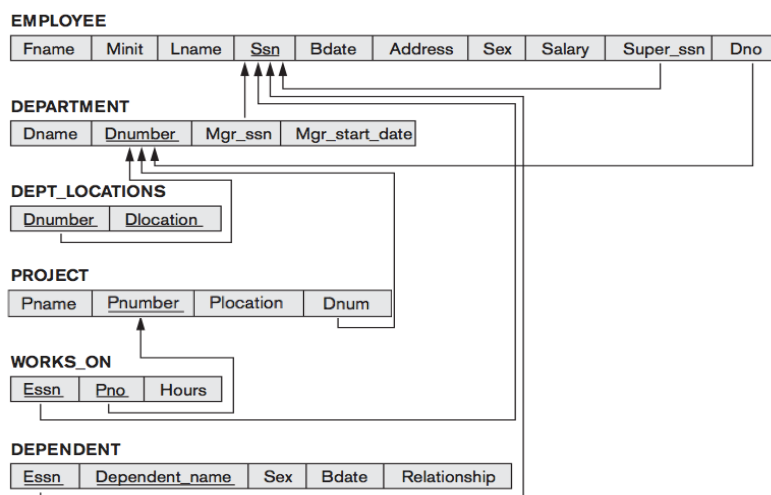 EMPLOYEE
Fname Minit Lname Ssn Bdate Address Sex Salary Super_ssn Dno
DEPARTMENT
Dname Dnumber Mgr_ssn Mgr_start_date
DEPT_LOCATIONS
Dnumber Dlocation
PROJECT
Pname Pnumber Plocation Dnum
WORKS_ON
Essn Pno Hours
DEPENDENT
Essn Dependent_name Sex Bdate Relationship